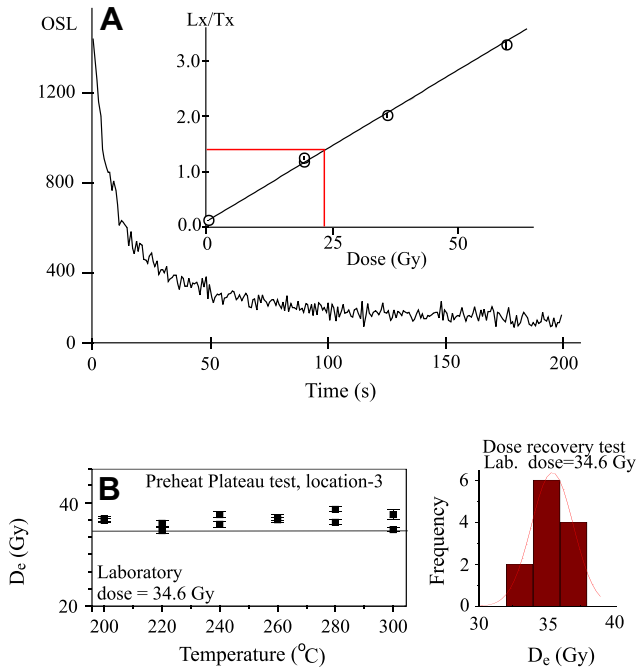 OSL
A
1200
800
400
0
0
50
100
150
200
Time (s)
Lx/Tx
3.0
2.0
1.0
0.0
0
25
50
Dose (Gy)
B
Preheat Plateau test, location-3
Laboratory
dose = 34.6 Gy
De (Gy)
40
20
200
220
240
260
280
300
Temperature (°C)
Dose recovery test
Lab. dose=34.6 Gy
Frequency
6
4
2
0
30
35
40
De (Gy)